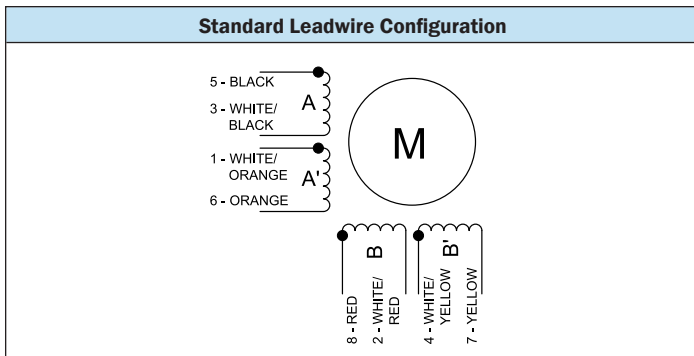 Standard Leadwire Configuration
5 - BLACK
3 - WHITE/
BLACK
A
1 - WHITE/
ORANGE
A'
6 - ORANGE
M
B
B'
8 - RED
2 - WHITE/
RED
4 - WHITE/
YELLOW
7 - YELLOW